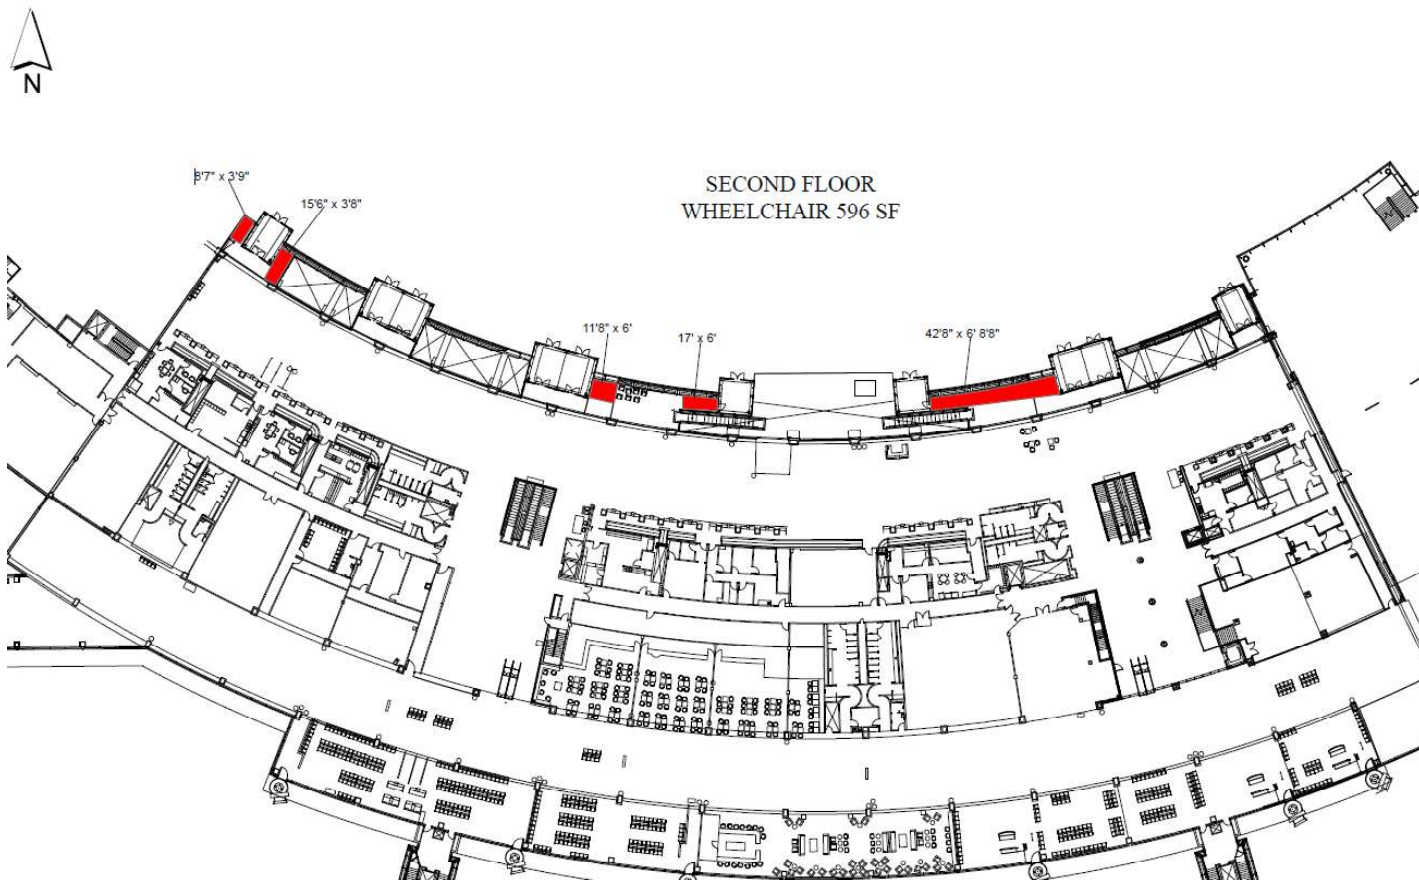 N
SECOND FLOOR
WHEELCHAIR 596 SF
8'7" x 3'9"
15'6" x 3'8"
11'8" x 6'
17' x 6'
42'8" x 6' 8'8"